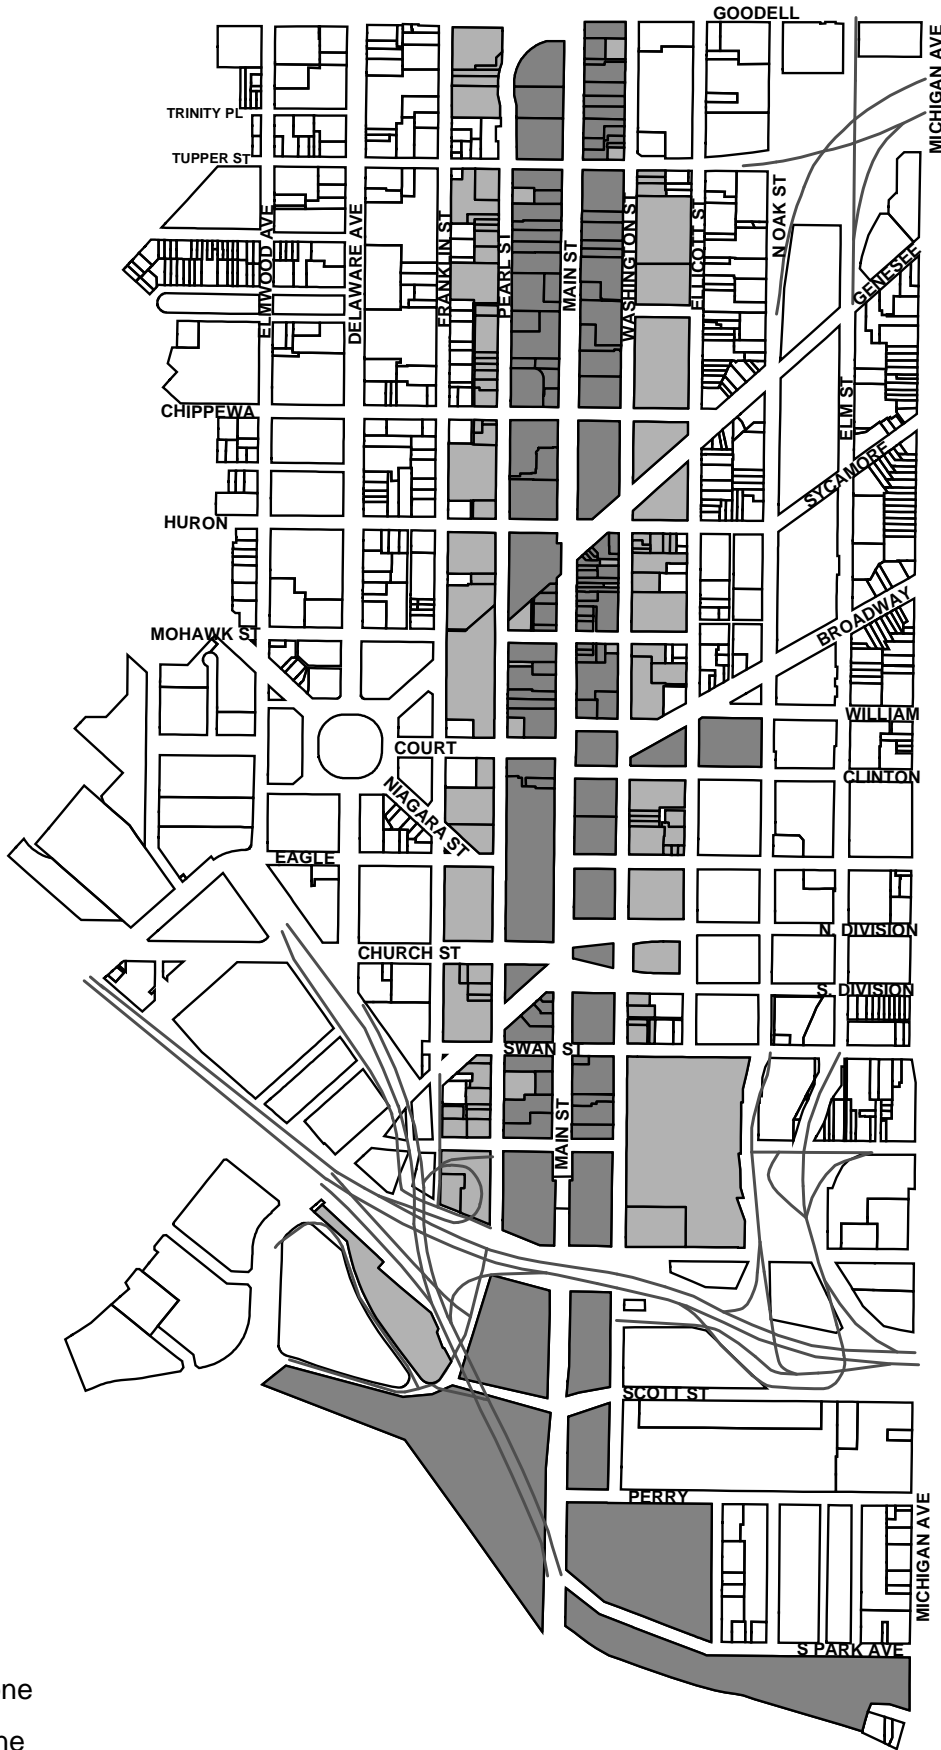 GOODELL
MICHIGAN AVE
TRINITY PL
TUPPER ST
ELMWOOD AVE
DELAWARE AVE
FRANKLIN ST
PEARL ST
MAIN ST
WASHINGTON ST
ELLICOTT ST
N OAK ST
GENESEE
CHIPPEWA
ELM ST
SYCAMORE
HURON
BROADWAY
MOHAWK ST
WILLIAM
COURT
CLINTON
NIAGARA ST
EAGLE
N. DIVISION
CHURCH ST
S. DIVISION
SWAN ST
MAIN ST
SCOTT ST
PERRY
MICHIGAN AVE
S PARK AVE
ne
ne